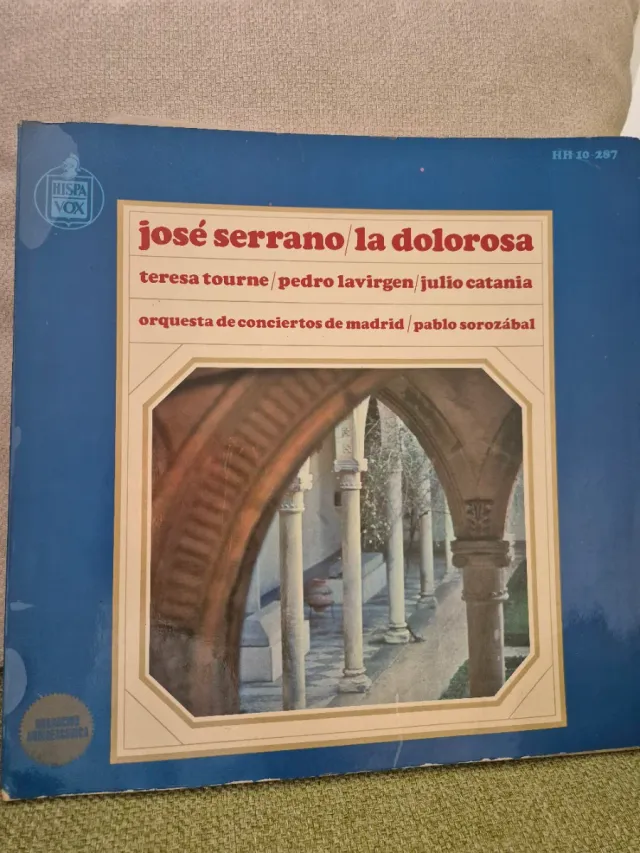 HISPA
VOX
HH 10-287
josé serrano/la dolorosa
teresa tourne/pedro lavirgen/julio catania
orquesta de conciertos de madrid/pablo sorozábal